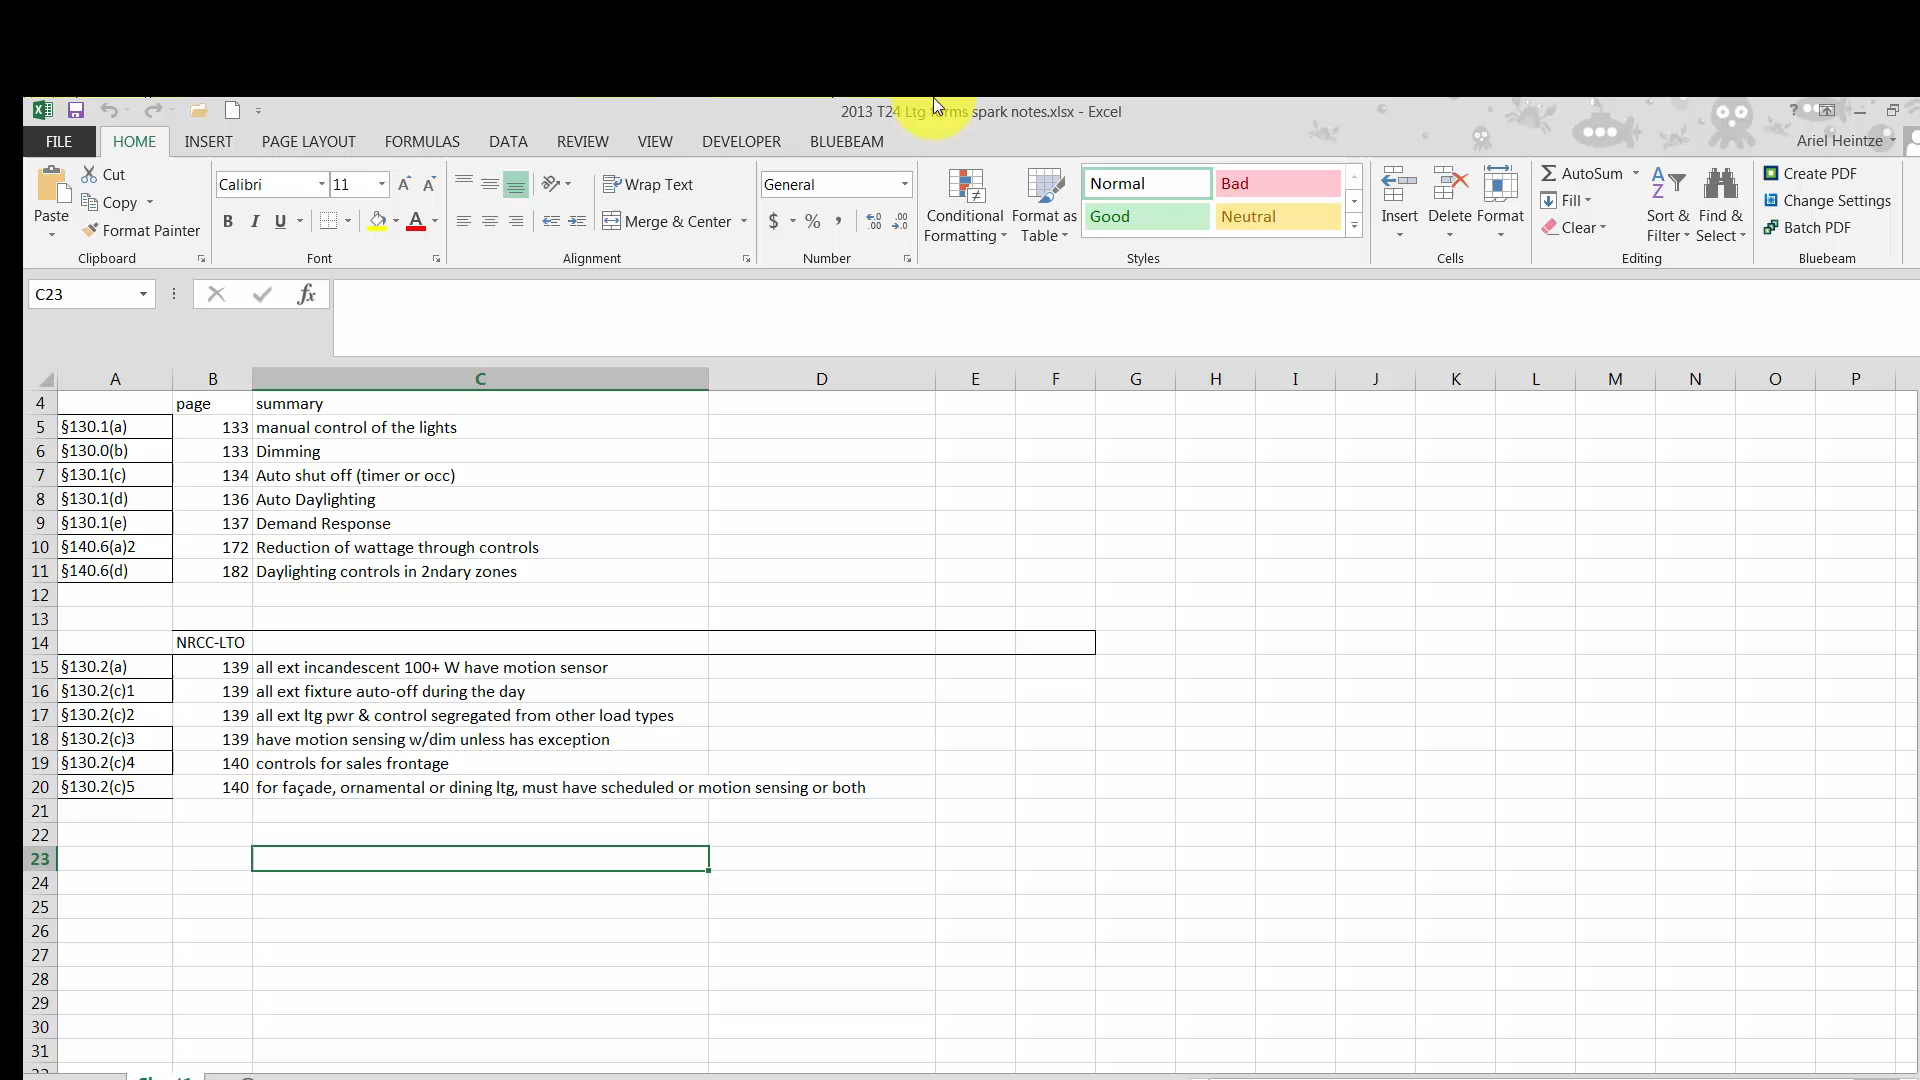 2013 T24 Ltg Forms spark notes.xlsx - Excel
?
FILE HOME INSERT PAGE LAYOUT FORMULAS DATA REVIEW VIEW DEVELOPER BLUEBEAM Ariel Heintze
Paste
Cut
Copy
Format Painter
Clipboard
Calibri 11
B I U
Font
Wrap Text
Merge & Center
Alignment
General
$ % ,
Number
Conditional Formatting
Format as Table
Normal Bad
Good Neutral
Styles
Insert Delete Format
Cells
AutoSum
Fill
Clear
Sort & Filter
Find & Select
Editing
Create PDF
Change Settings
Batch PDF
Bluebeam
C23 fx
A B C D E F G H I J K L M N O P
4 page summary
5 §130.1(a) 133 manual control of the lights
6 §130.0(b) 133 Dimming
7 §130.1(c) 134 Auto shut off (timer or occ)
8 §130.1(d) 136 Auto Daylighting
9 §130.1(e) 137 Demand Response
10 §140.6(a)2 172 Reduction of wattage through controls
11 §140.6(d) 182 Daylighting controls in 2ndary zones
12
13
14 NRCC-LTO
15 §130.2(a) 139 all ext incandescent 100+ W have motion sensor
16 §130.2(c)1 139 all ext fixture auto-off during the day
17 §130.2(c)2 139 all ext ltg pwr & control segregated from other load types
18 §130.2(c)3 139 have motion sensing w/dim unless has exception
19 §130.2(c)4 140 controls for sales frontage
20 §130.2(c)5 140 for façade, ornamental or dining ltg, must have scheduled or motion sensing or both
21
22
23
24
25
26
27
28
29
30
31